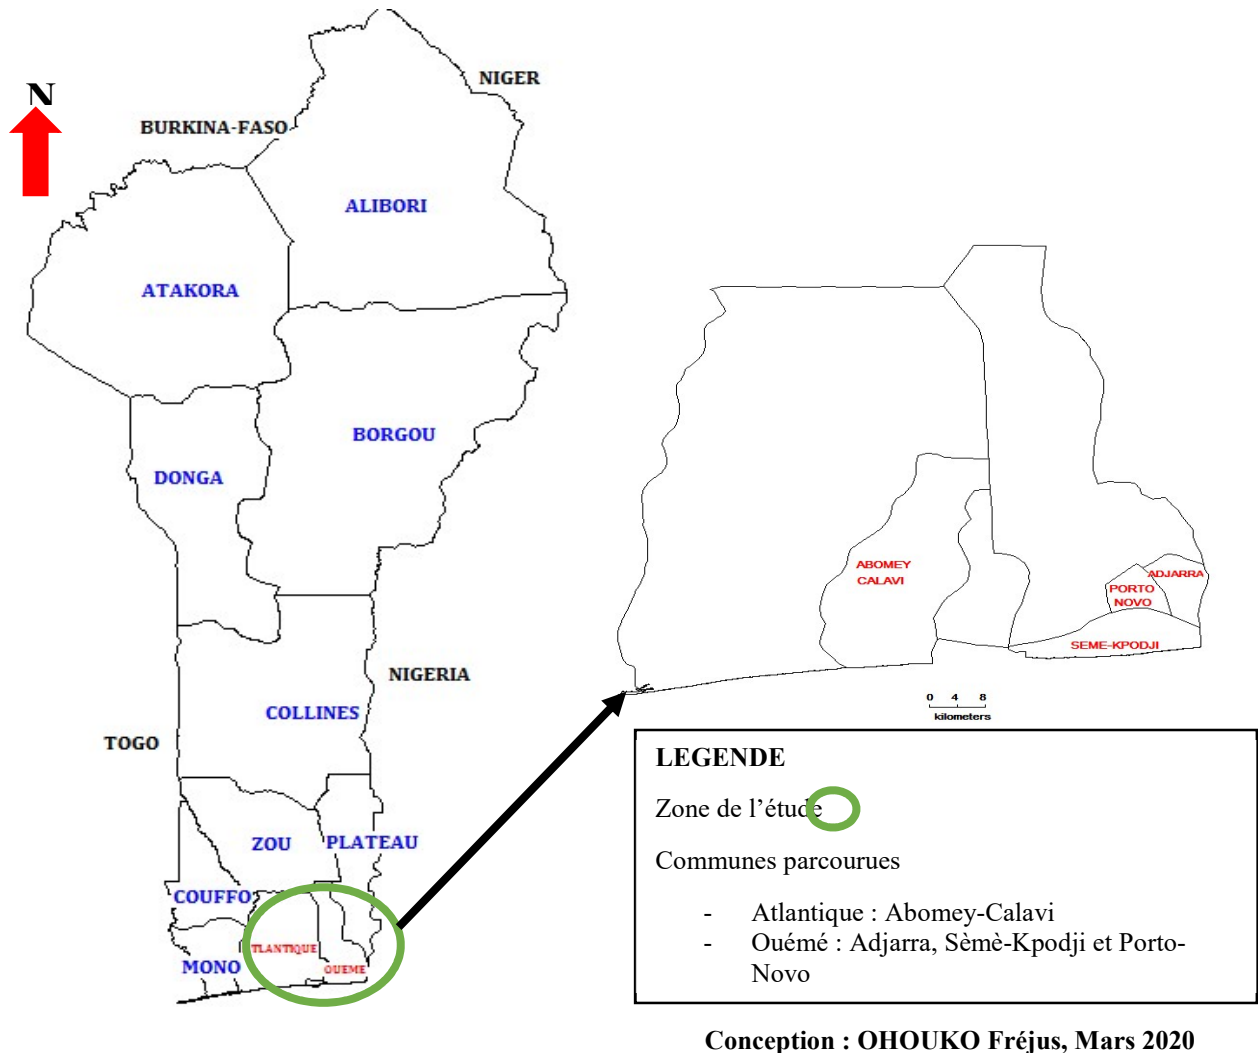 N
NIGER
BURKINA-FASO
ALIBORI
ATAKORA
BORGOU
DONGA
NIGERIA
COLLINES
TOGO
ZOU
PLATEAU
COUFFO
TLANTIQUE
MONO
OUEME
ABOMEY
CALAVI
ADJARRA
PORTO
NOVO
SEME-KPODJI
0 4 8
kilometers
LEGENDE
Zone de l’étude
Communes parcourues
- Atlantique : Abomey-Calavi
- Ouémé : Adjarra, Sèmè-Kpodji et Porto-
Novo
Conception : OHOUKO Fréjus, Mars 2020